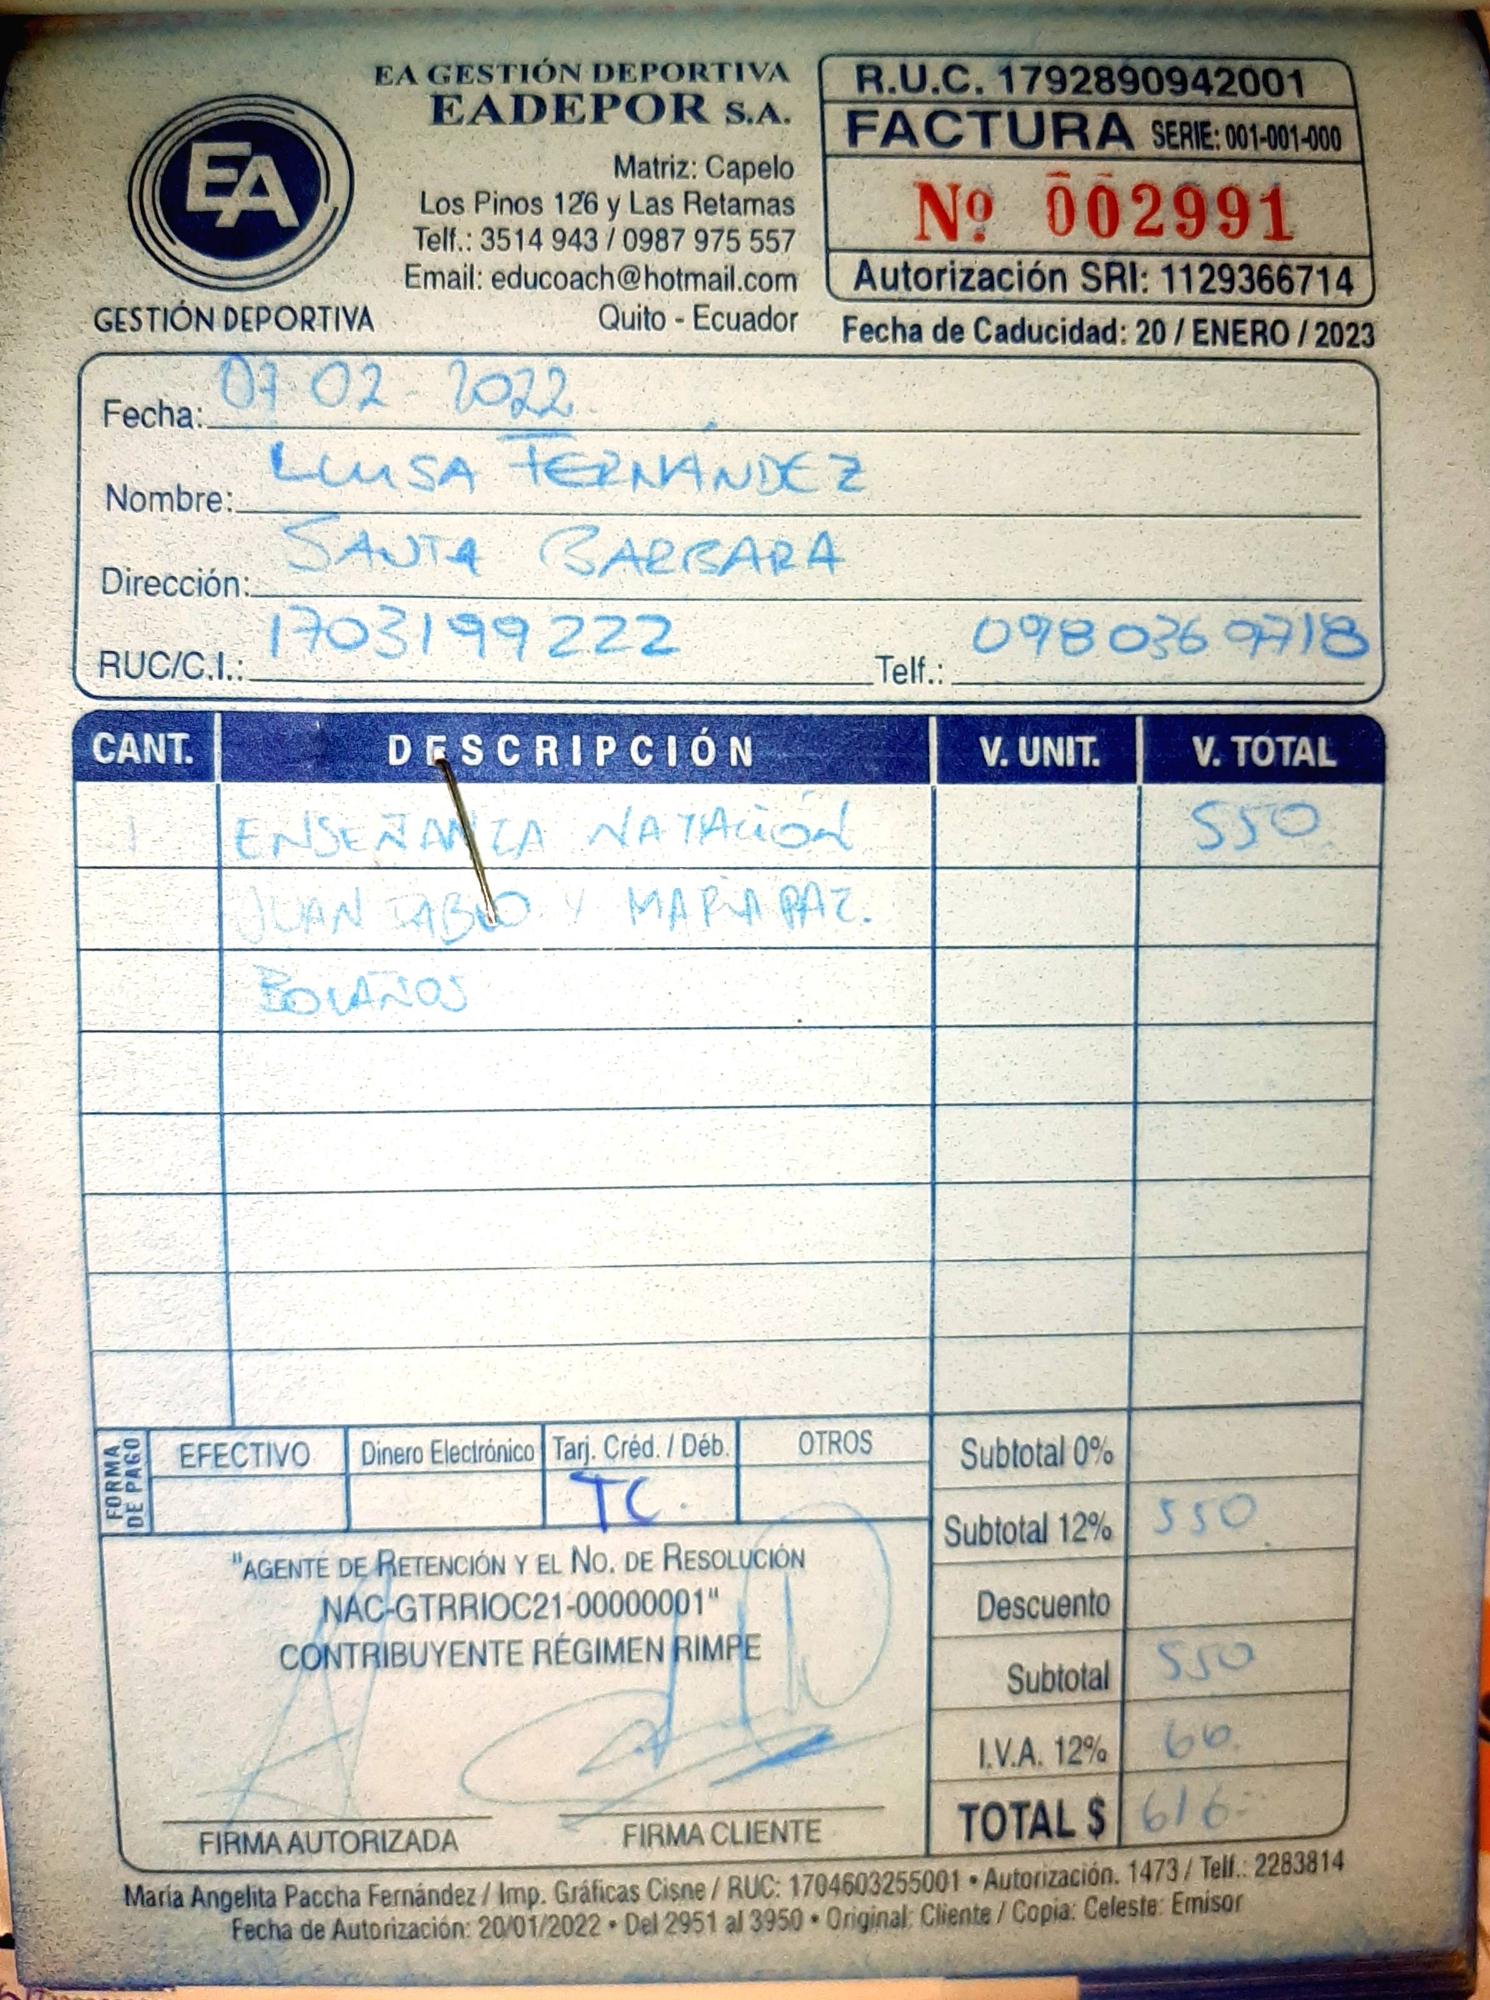 EA GESTIÓN DEPORTIVA
EADEPOR S.A.
Matriz: Capelo
Los Pinos 126 y Las Retamas
Telf.: 3514 943 / 0987 975 557
Email: educoach@hotmail.com
Quito - Ecuador
EA
GESTIÓN DEPORTIVA
R.U.C. 1792890942001
FACTURA SERIE: 001-001-000
Nº 002991
Autorización SRI: 1129366714
Fecha de Caducidad: 20 / ENERO / 2023
Fecha: 07 02 - 2022
Nombre: LUISA FERNÁNDEZ
Dirección: SANTA BARBARA
RUC/C.I.: 1703199222 Telf.: 0980369718
CANT. DESCRIPCIÓN V. UNIT. V. TOTAL
1 ENSEÑANZA NATACIÓN 550
JUAN PABLO Y MARIA PAZ.
BOLAÑOS
FORMA DE PAGO EFECTIVO Dinero Electrónico Tarj. Créd. / Déb. OTROS
TC.
Subtotal 0%
Subtotal 12% 550
Descuento
Subtotal 550
I.V.A. 12% 66.
TOTAL $ 616-
"AGENTE DE RETENCIÓN Y EL NO. DE RESOLUCIÓN
NAC-GTRRIOC21-00000001"
CONTRIBUYENTE RÉGIMEN RIMPE
FIRMA AUTORIZADA FIRMA CLIENTE
María Angelita Paccha Fernández / Imp. Gráficas Cisne / RUC: 1704603255001 • Autorización. 1473 / Telf.: 2283814
Fecha de Autorización: 20/01/2022 • Del 2951 al 3950 • Original: Cliente / Copia: Celeste: Emisor